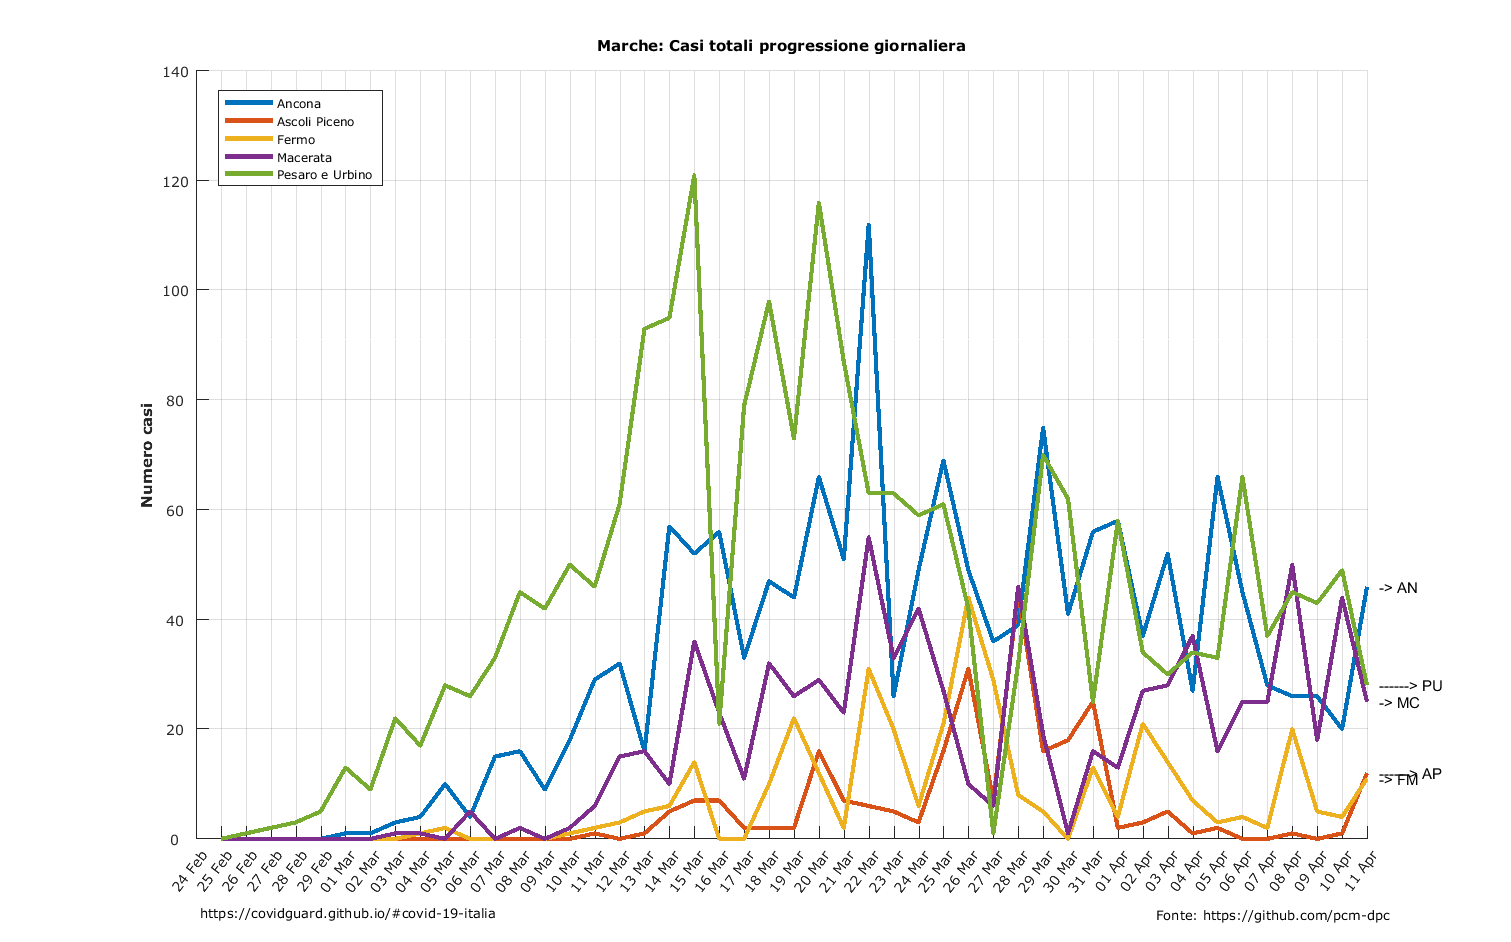 Marche: Casi totali progressione giornaliera
140
120
100
80
60
40
20
0
Numero casi
Ancona
Ascoli Piceno
Fermo
Macerata
Pesaro e Urbino
-> AN
------> PU
-> MC
------> AP
-> FM
24 Feb
25 Feb
26 Feb
27 Feb
28 Feb
29 Feb
01 Mar
02 Mar
03 Mar
04 Mar
05 Mar
06 Mar
07 Mar
08 Mar
09 Mar
10 Mar
11 Mar
12 Mar
13 Mar
14 Mar
15 Mar
16 Mar
17 Mar
18 Mar
19 Mar
20 Mar
21 Mar
22 Mar
23 Mar
24 Mar
25 Mar
26 Mar
27 Mar
28 Mar
29 Mar
30 Mar
31 Mar
01 Apr
02 Apr
03 Apr
04 Apr
05 Apr
06 Apr
07 Apr
08 Apr
09 Apr
10 Apr
11 Apr
https://covidguard.github.io/#covid-19-italia
Fonte: https://github.com/pcm-dpc